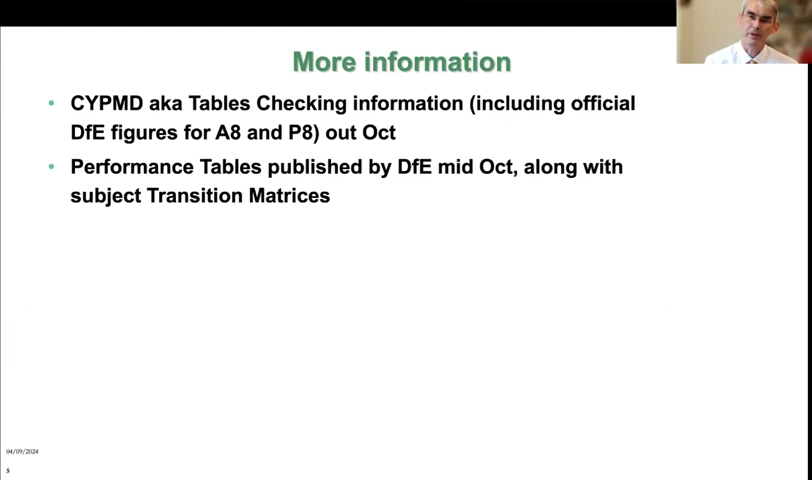 More information
• CYPMD aka Tables Checking information (including official
DfE figures for A8 and P8) out Oct
• Performance Tables published by DfE mid Oct, along with
subject Transition Matrices
04/09/2024
5